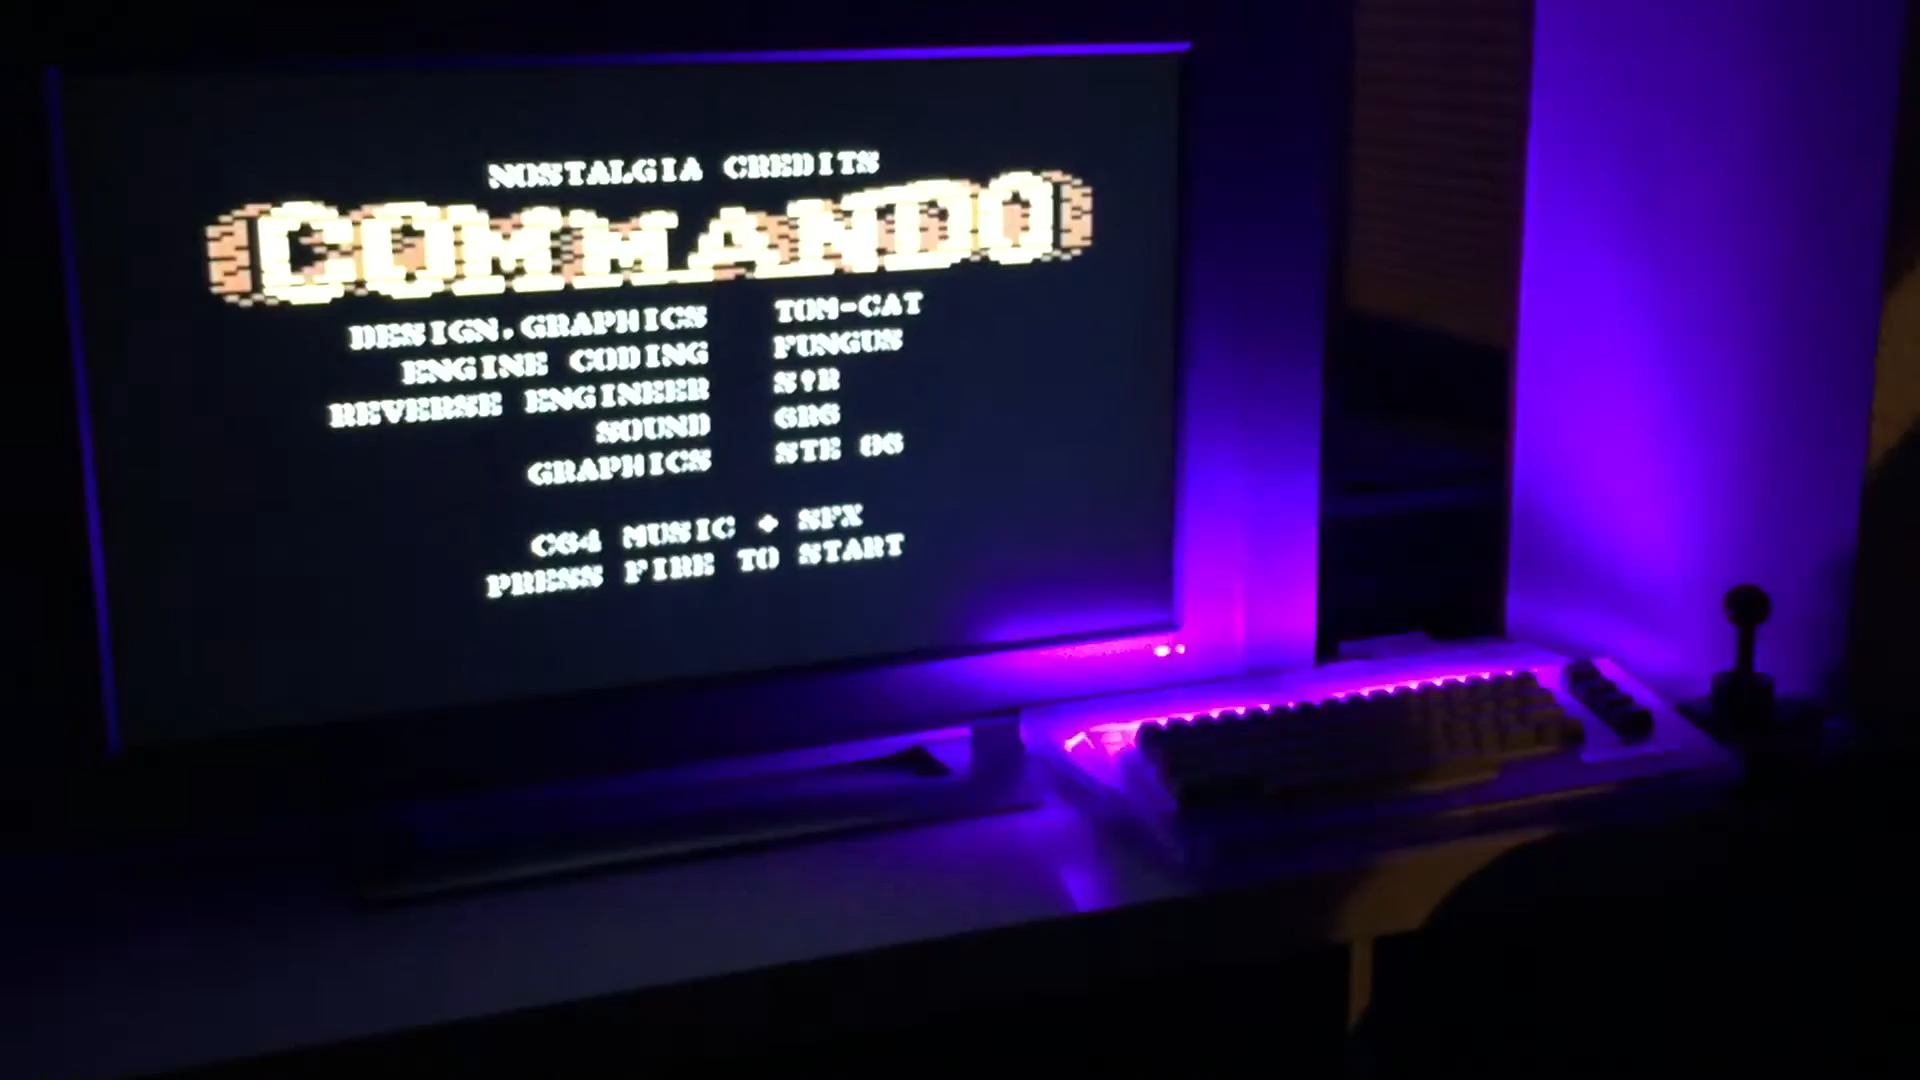 NOSTALGIA CREDITS
COMMANDO
DESIGN,GRAPHICS TOM-CAT
ENGINE CODING FUNGUS
REVERSE ENGINEER
SOUND GRG
GRAPHICS STE 86
C64 MUSIC + SFX
PRESS FIRE TO START